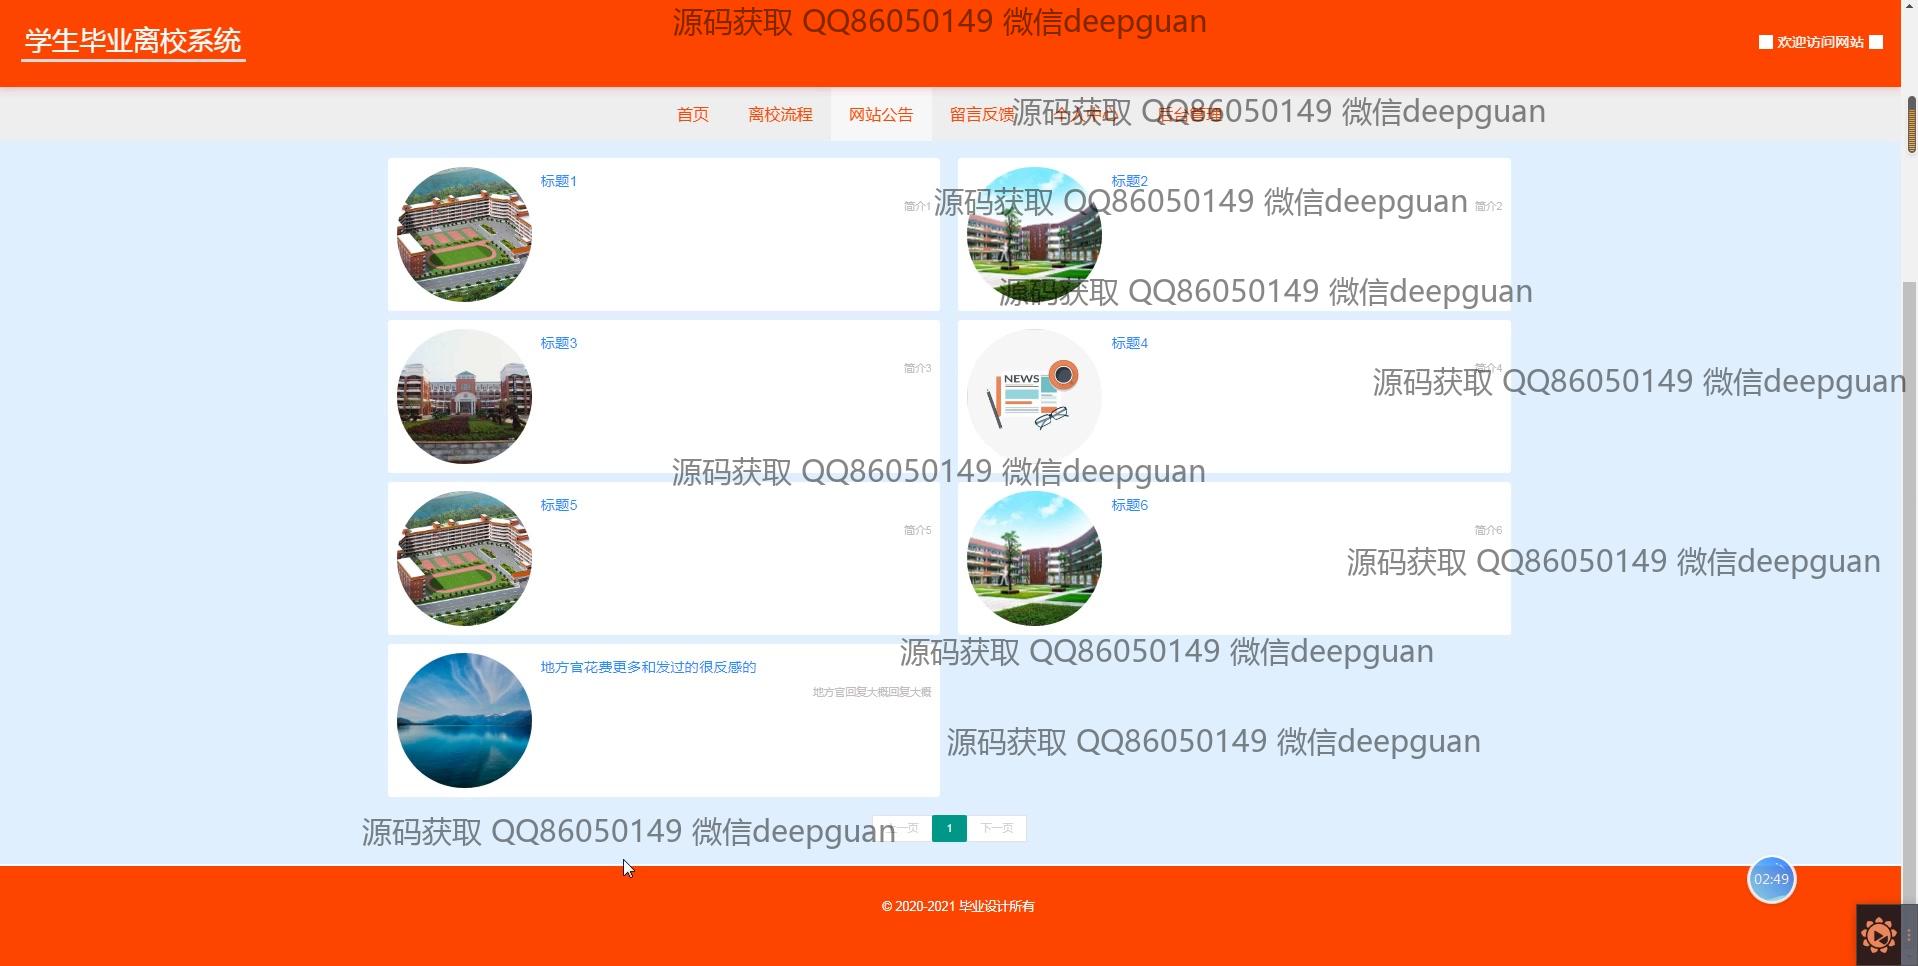 源码获取 QQ86050149 微信deepguan
学生毕业离校系统
欢迎访问网站
首页 离校流程 网站公告 留言反馈 个人中心 后台管理
源码获取 QQ86050149 微信deepguan
标题1
简介1
标题2
源码获取 QQ86050149 微信deepguan
简介2
源码获取 QQ86050149 微信deepguan
标题3
简介3
标题4
简介4
NEWS
源码获取 QQ86050149 微信deepguan
源码获取 QQ86050149 微信deepguan
标题5
简介5
标题6
简介6
源码获取 QQ86050149 微信deepguan
源码获取 QQ86050149 微信deepguan
地方官花费更多和发过的很反感的
地方官回复大概回复大概
源码获取 QQ86050149 微信deepguan
源码获取 QQ86050149 微信deepguan
上一页 1 下一页
02:49
© 2020-2021 毕业设计所有